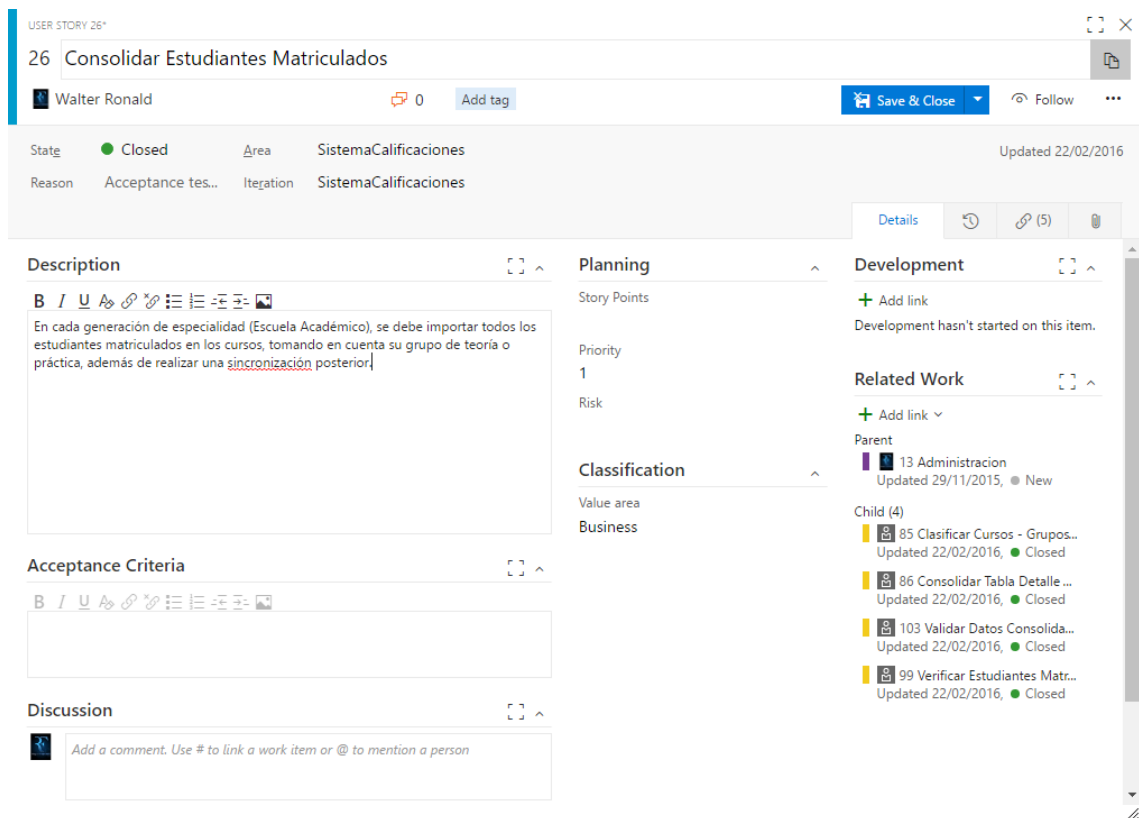 USER STORY 26*
26 Consolidar Estudiantes Matriculados
Walter Ronald 0 Add tag Save & Close Follow ...
State Closed Area SistemaCalificaciones Updated 22/02/2016
Reason Acceptance tes... Iteration SistemaCalificaciones
Details (5)
Description
B I U
En cada generación de especialidad (Escuela Académico), se debe importar todos los
estudiantes matriculados en los cursos, tomando en cuenta su grupo de teoría o
práctica, además de realizar una sincronización posterior.
Acceptance Criteria
B I U
Discussion
Add a comment. Use # to link a work item or @ to mention a person
Planning
Story Points
Priority
1
Risk
Classification
Value area
Business
Development
+ Add link
Development hasn't started on this item.
Related Work
+ Add link
Parent
13 Administracion
Updated 29/11/2015, New
Child (4)
85 Clasificar Cursos - Grupos...
Updated 22/02/2016, Closed
86 Consolidar Tabla Detalle ...
Updated 22/02/2016, Closed
103 Validar Datos Consolida...
Updated 22/02/2016, Closed
99 Verificar Estudiantes Matr...
Updated 22/02/2016, Closed